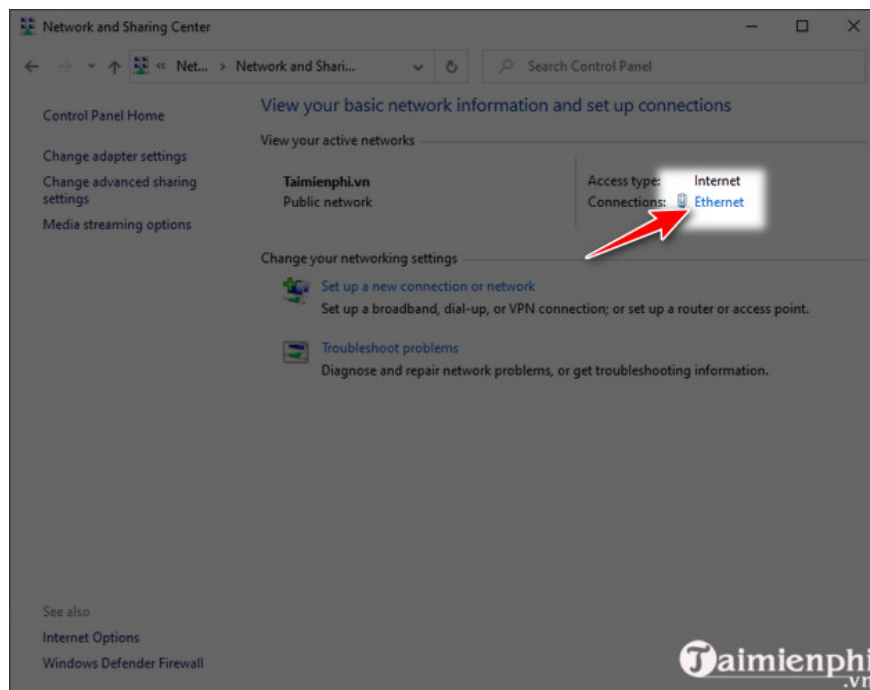 Network and Sharing Center
« Net... › Network and Shari...
Search Control Panel
Control Panel Home
Change adapter settings
Change advanced sharing
settings
Media streaming options
View your basic network information and set up connections
View your active networks
Taimienphi.vn
Public network
Access type: Internet
Connections: Ethernet
Change your networking settings
Set up a new connection or network
Set up a broadband, dial-up, or VPN connection; or set up a router or access point.
Troubleshoot problems
Diagnose and repair network problems, or get troubleshooting information.
See also
Internet Options
Windows Defender Firewall
Taimienphi
.vn